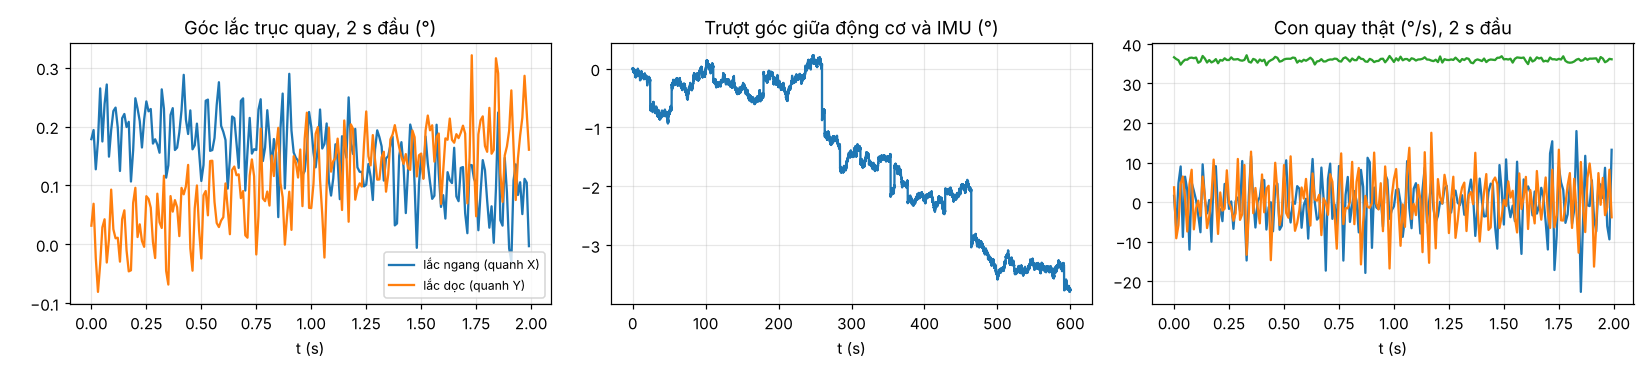 Góc lắc trục quay, 2 s đầu (°)
0.3
0.2
0.1
0.0
−0.1
0.00 0.25 0.50 0.75 1.00 1.25 1.50 1.75 2.00
t (s)
lắc ngang (quanh X)
lắc dọc (quanh Y)
Trượt góc giữa động cơ và IMU (°)
0
−1
−2
−3
0 100 200 300 400 500 600
t (s)
Con quay thật (°/s), 2 s đầu
40
30
20
10
0
−10
−20
0.00 0.25 0.50 0.75 1.00 1.25 1.50 1.75 2.00
t (s)